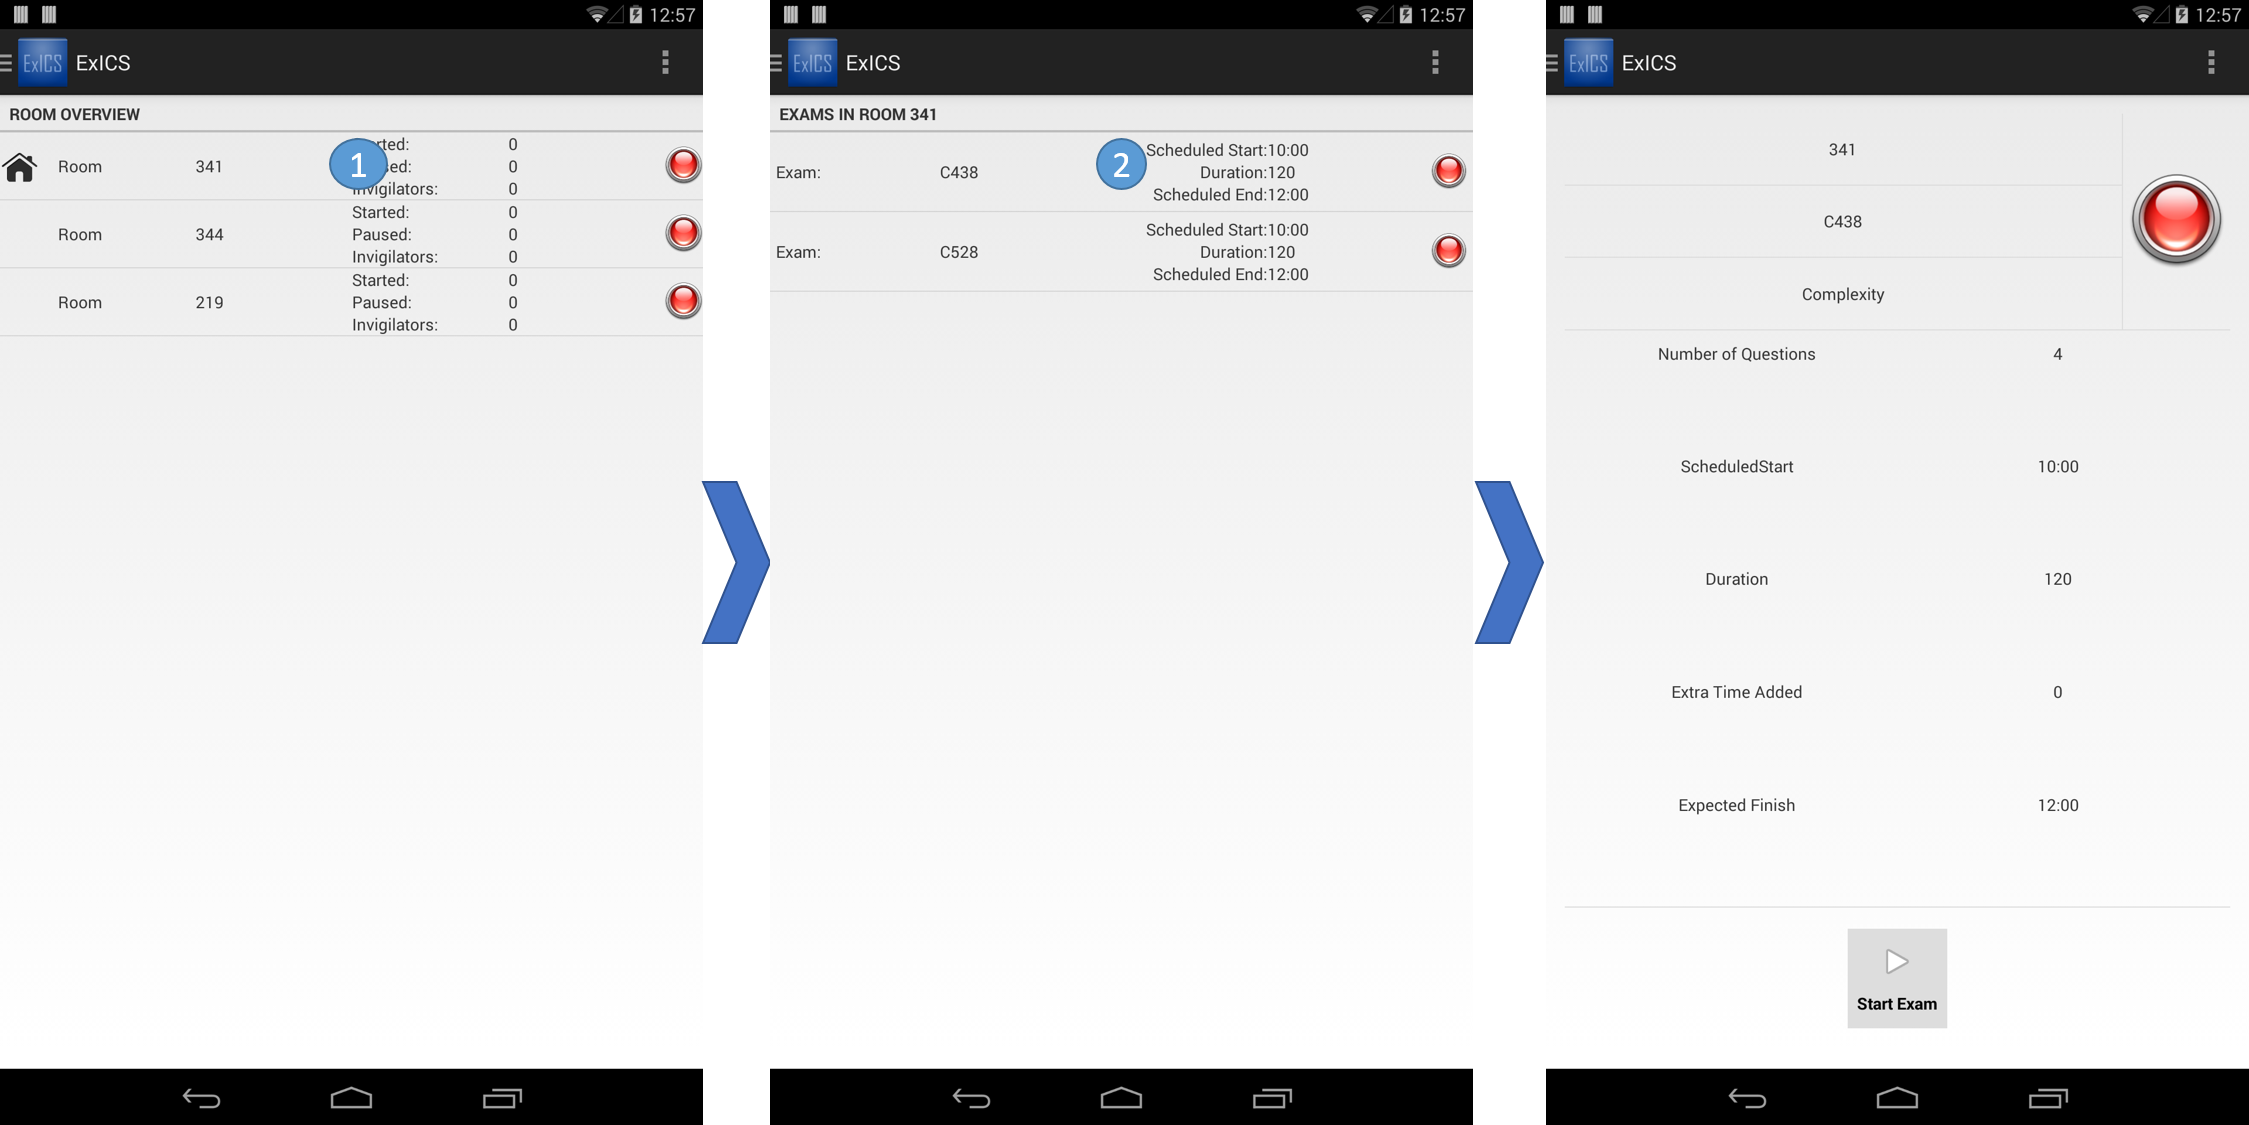 12:57
ExICS ExICS
ROOM OVERVIEW
Room 341
1
rted: 0
ed: 0
Invigilators: 0
Room 344
Started: 0
Paused: 0
Invigilators: 0
Room 219
Started: 0
Paused: 0
Invigilators: 0
12:57
ExICS ExICS
EXAMS IN ROOM 341
Exam: C438
2
Scheduled Start:10:00
Duration:120
Scheduled End:12:00
Exam: C528
Scheduled Start:10:00
Duration:120
Scheduled End:12:00
12:57
ExICS ExICS
341
C438
Complexity
Number of Questions 4
ScheduledStart 10:00
Duration 120
Extra Time Added 0
Expected Finish 12:00
Start Exam